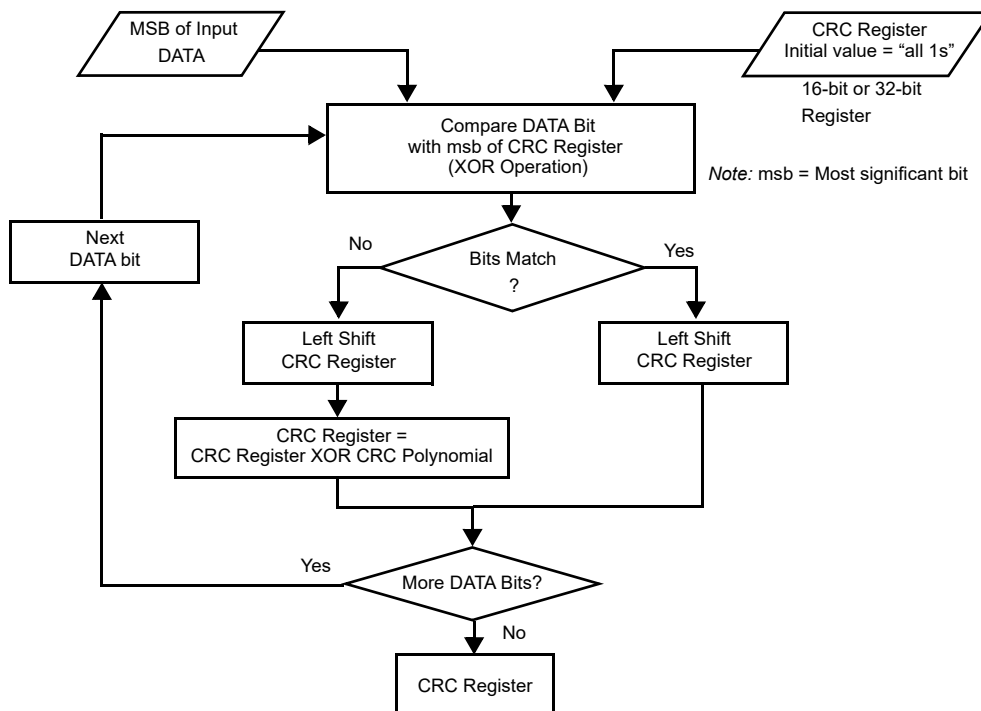 MSB of Input
DATA
CRC Register
Initial value = “all 1s”
16-bit or 32-bit
Register
Compare DATA Bit
with msb of CRC Register
(XOR Operation)
Note: msb = Most significant bit
Next
DATA bit
No
Bits Match
?
Yes
Left Shift
CRC Register
Left Shift
CRC Register
CRC Register =
CRC Register XOR CRC Polynomial
Yes
More DATA Bits?
No
CRC Register